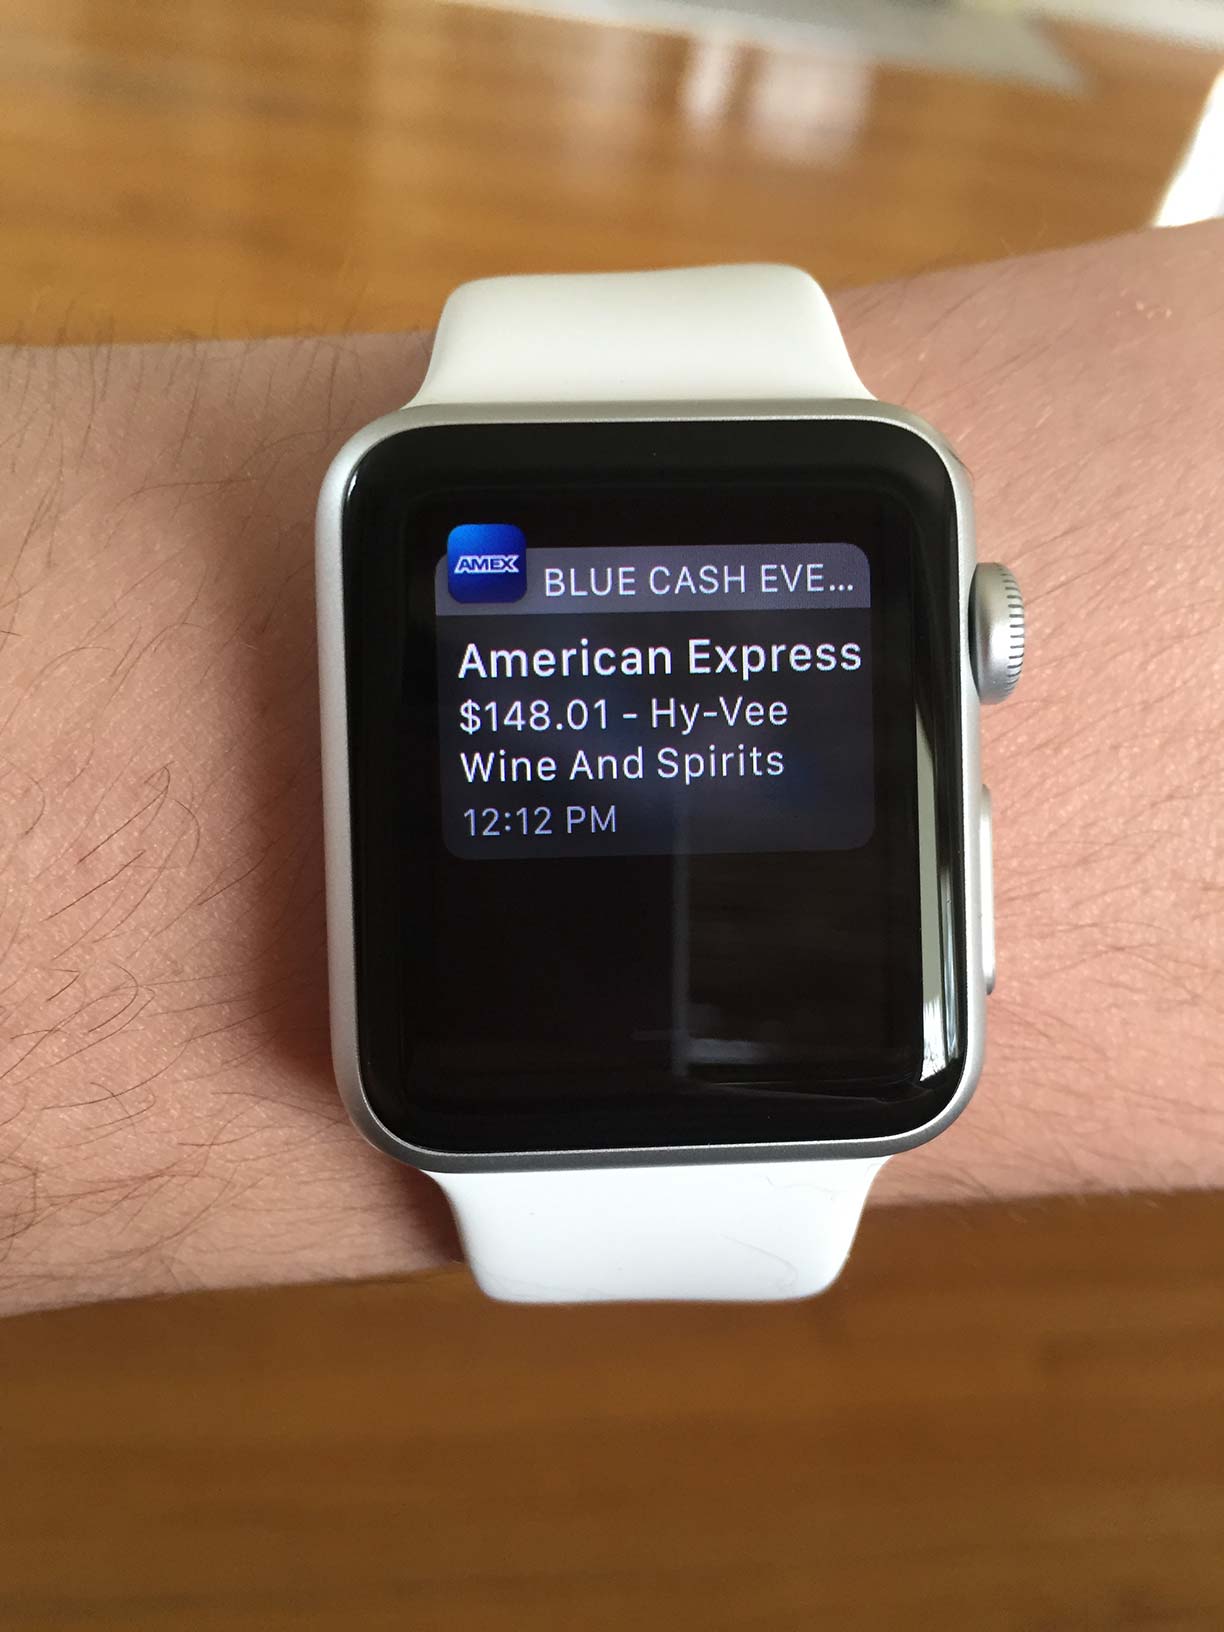 AMEX
BLUE CASH EVE...
American Express
$148.01 - Hy-Vee
Wine And Spirits
12:12 PM